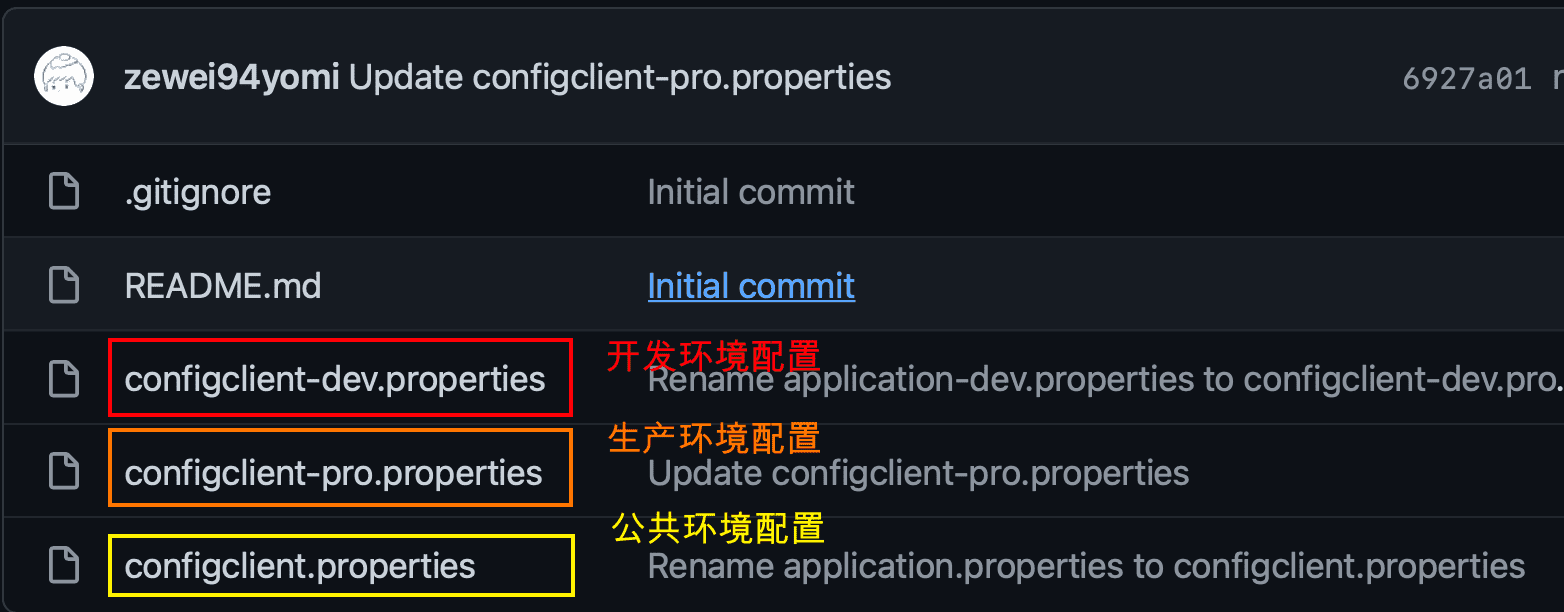 zewei94yomi Update configclient-pro.properties 6927a01
.gitignore Initial commit
README.md Initial commit
开发环境配置
configclient-dev.properties Rename application-dev.properties to configclient-dev.pro.
生产环境配置
configclient-pro.properties Update configclient-pro.properties
公共环境配置
configclient.properties Rename application.properties to configclient.properties